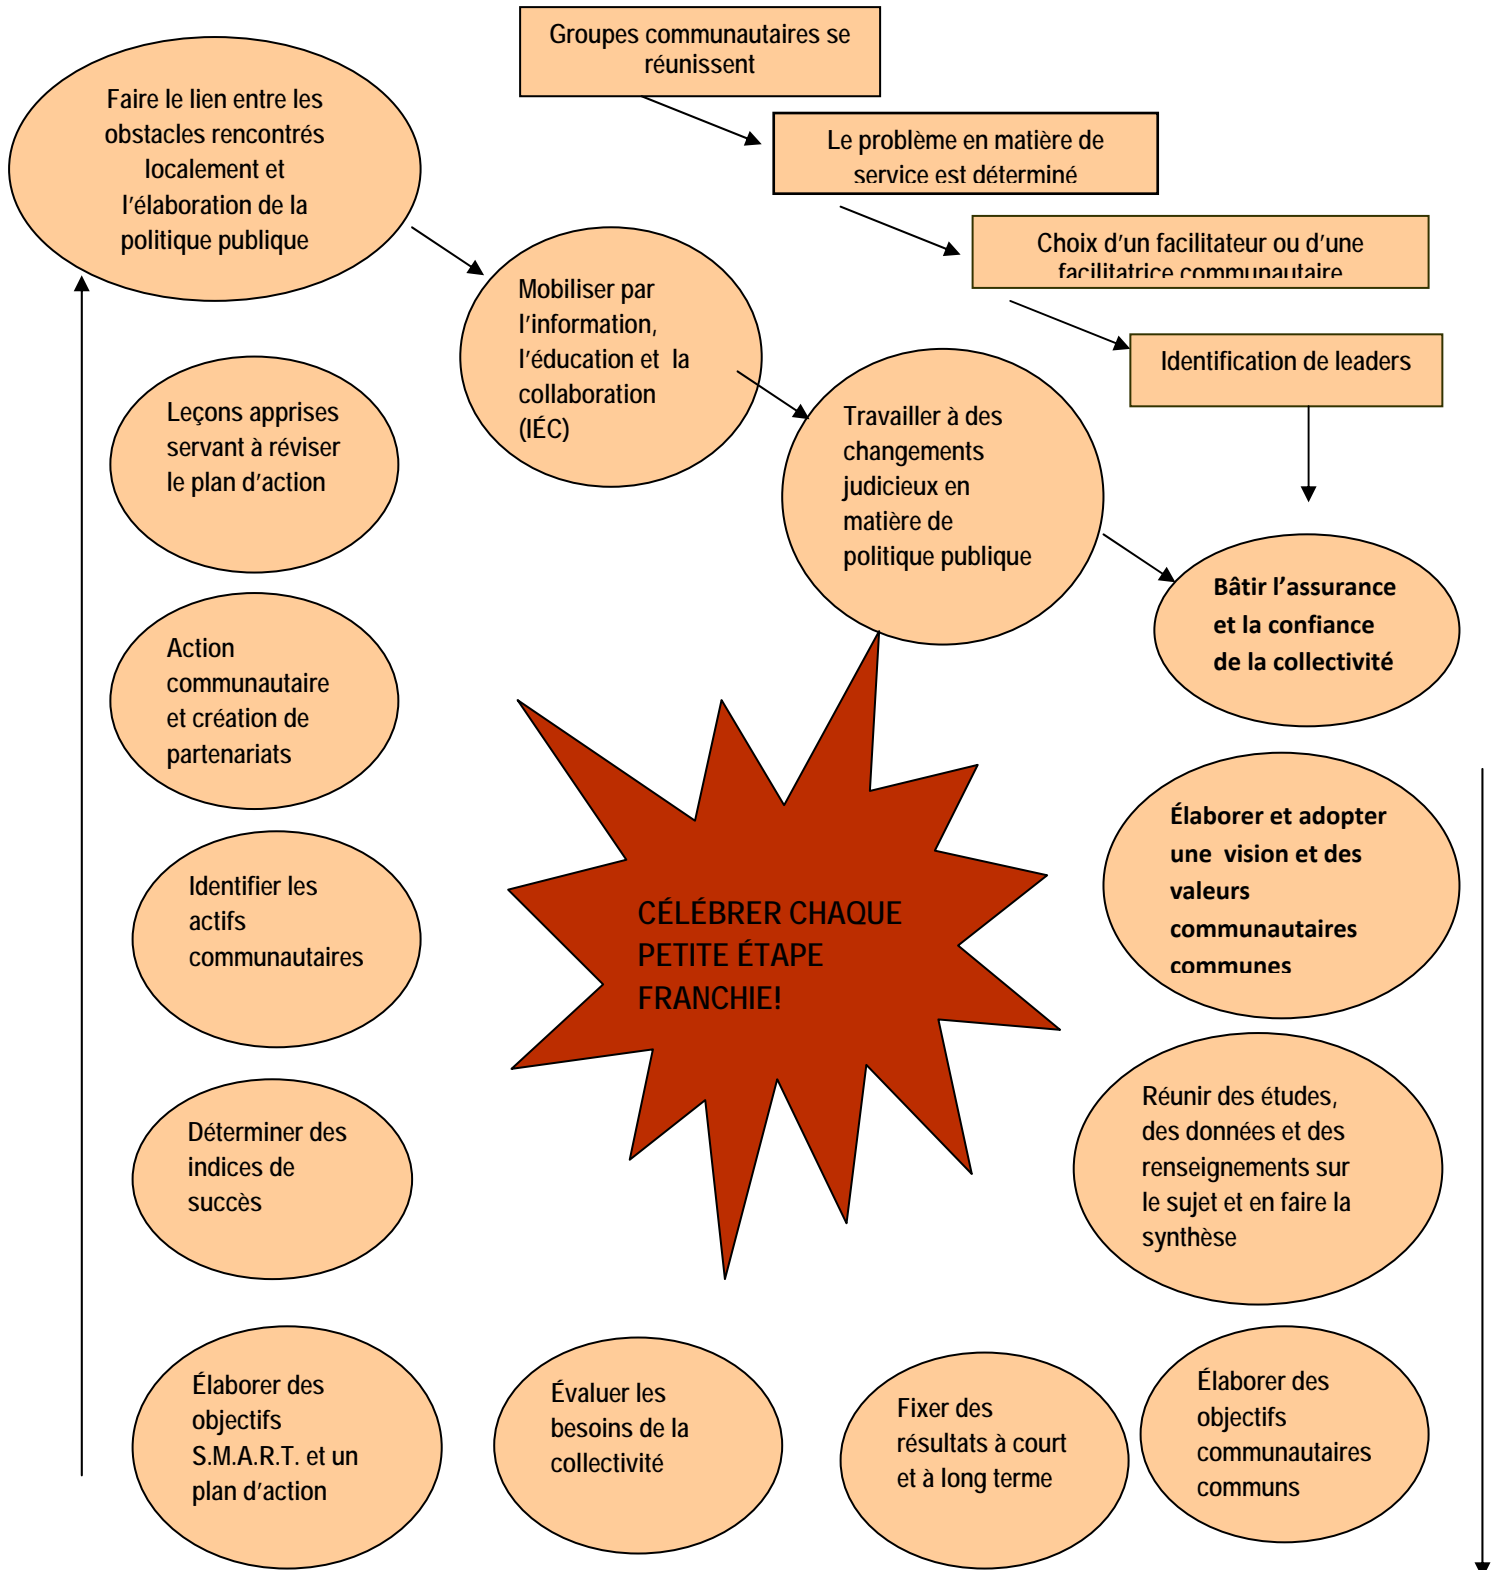 Groupes communautaires se
réunissent
Le problème en matière de
service est déterminé
Choix d'un facilitateur ou d'une
facilitatrice communautaire
Identification de leaders
Faire le lien entre les
obstacles rencontrés
localement et
l'élaboration de la
politique publique
Mobiliser par
l'information,
l'éducation et la
collaboration
(IÉC)
Travailler à des
changements
judicieux en
matière de
politique publique
Bâtir l'assurance
et la confiance
de la collectivité
Élaborer et adopter
une vision et des
valeurs
communautaires
communes
Réunir des études,
des données et des
renseignements sur
le sujet et en faire la
synthèse
Élaborer des
objectifs
communautaires
communs
Fixer des
résultats à court
et à long terme
Évaluer les
besoins de la
collectivité
Élaborer des
objectifs
S.M.A.R.T. et un
plan d'action
Déterminer des
indices de
succès
Identifier les
actifs
communautaires
Action
communautaire
et création de
partenariats
Leçons apprises
servant à réviser
le plan d'action
CÉLÉBRER CHAQUE
PETITE ÉTAPE
FRANCHIE!